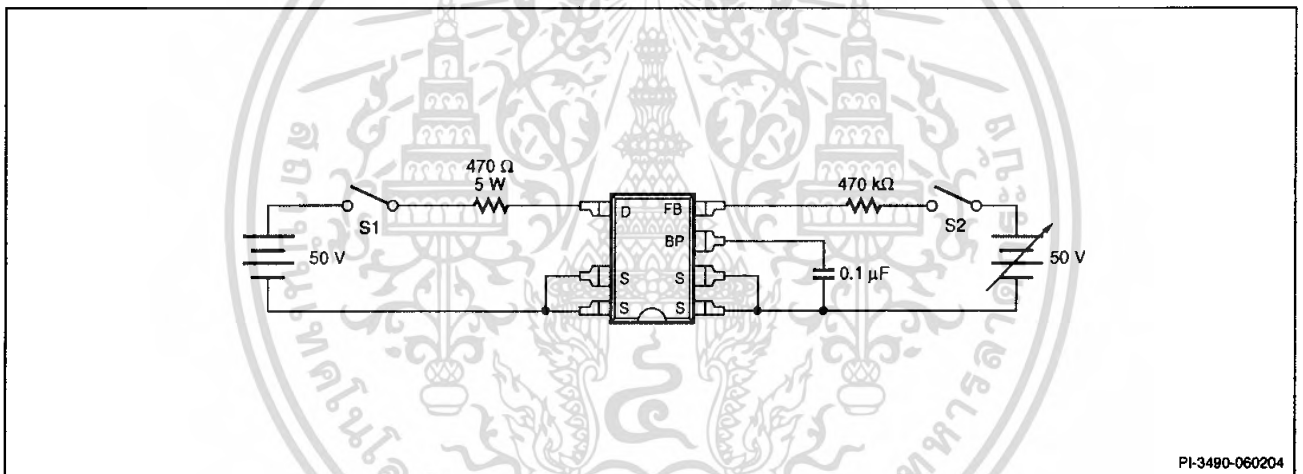 470 Ω
5 W
S1
50 V
D
FB
BP
S
S
S
S
470 kΩ
S2
0.1 µF
50 V
PI-3490-060204